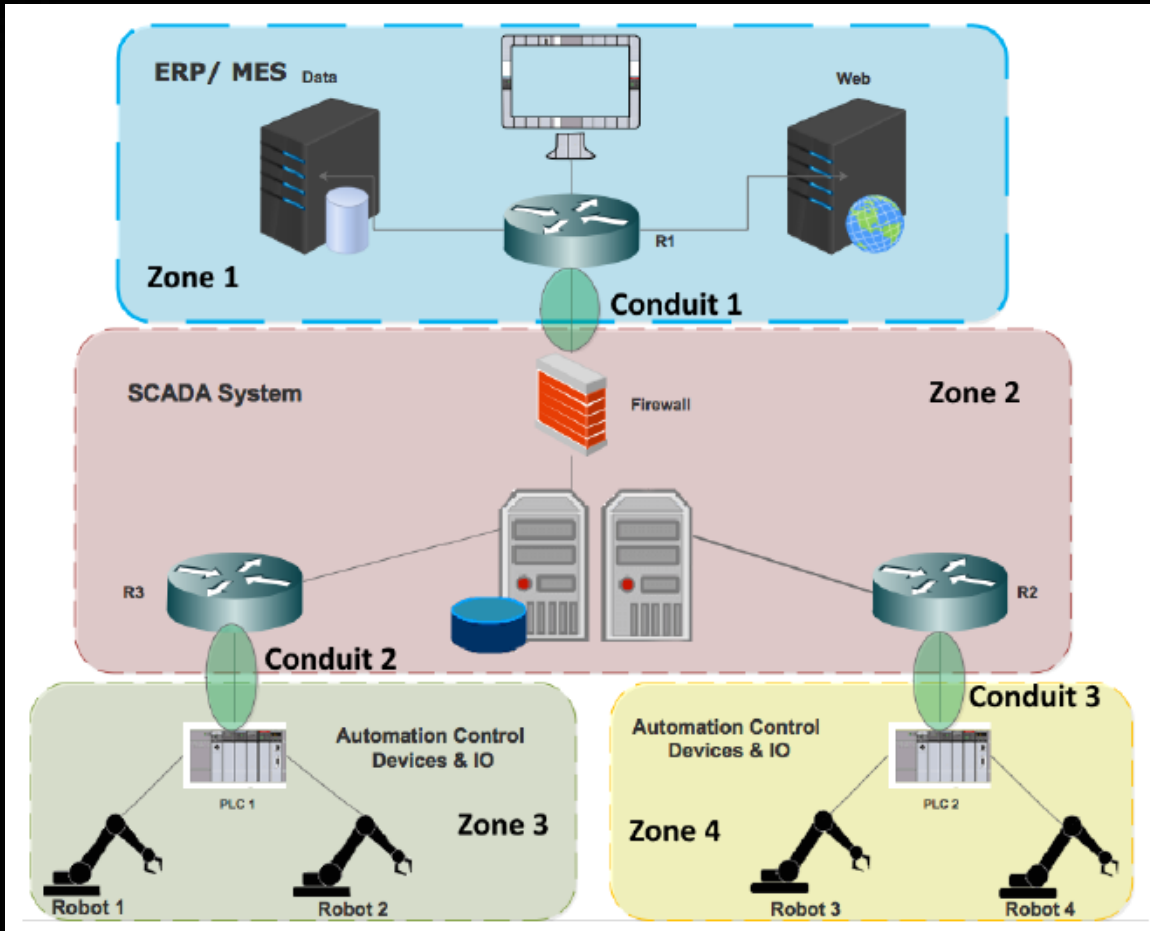 ERP/ MES
Data
Web
R1
Zone 1
Conduit 1
SCADA System
Zone 2
Firewall
R3
R2
Conduit 2
Conduit 3
Automation Control
Devices & IO
PLC 1
Zone 3
Robot 1
Robot 2
Automation Control
Devices & IO
PLC 2
Zone 4
Robot 3
Robot 4